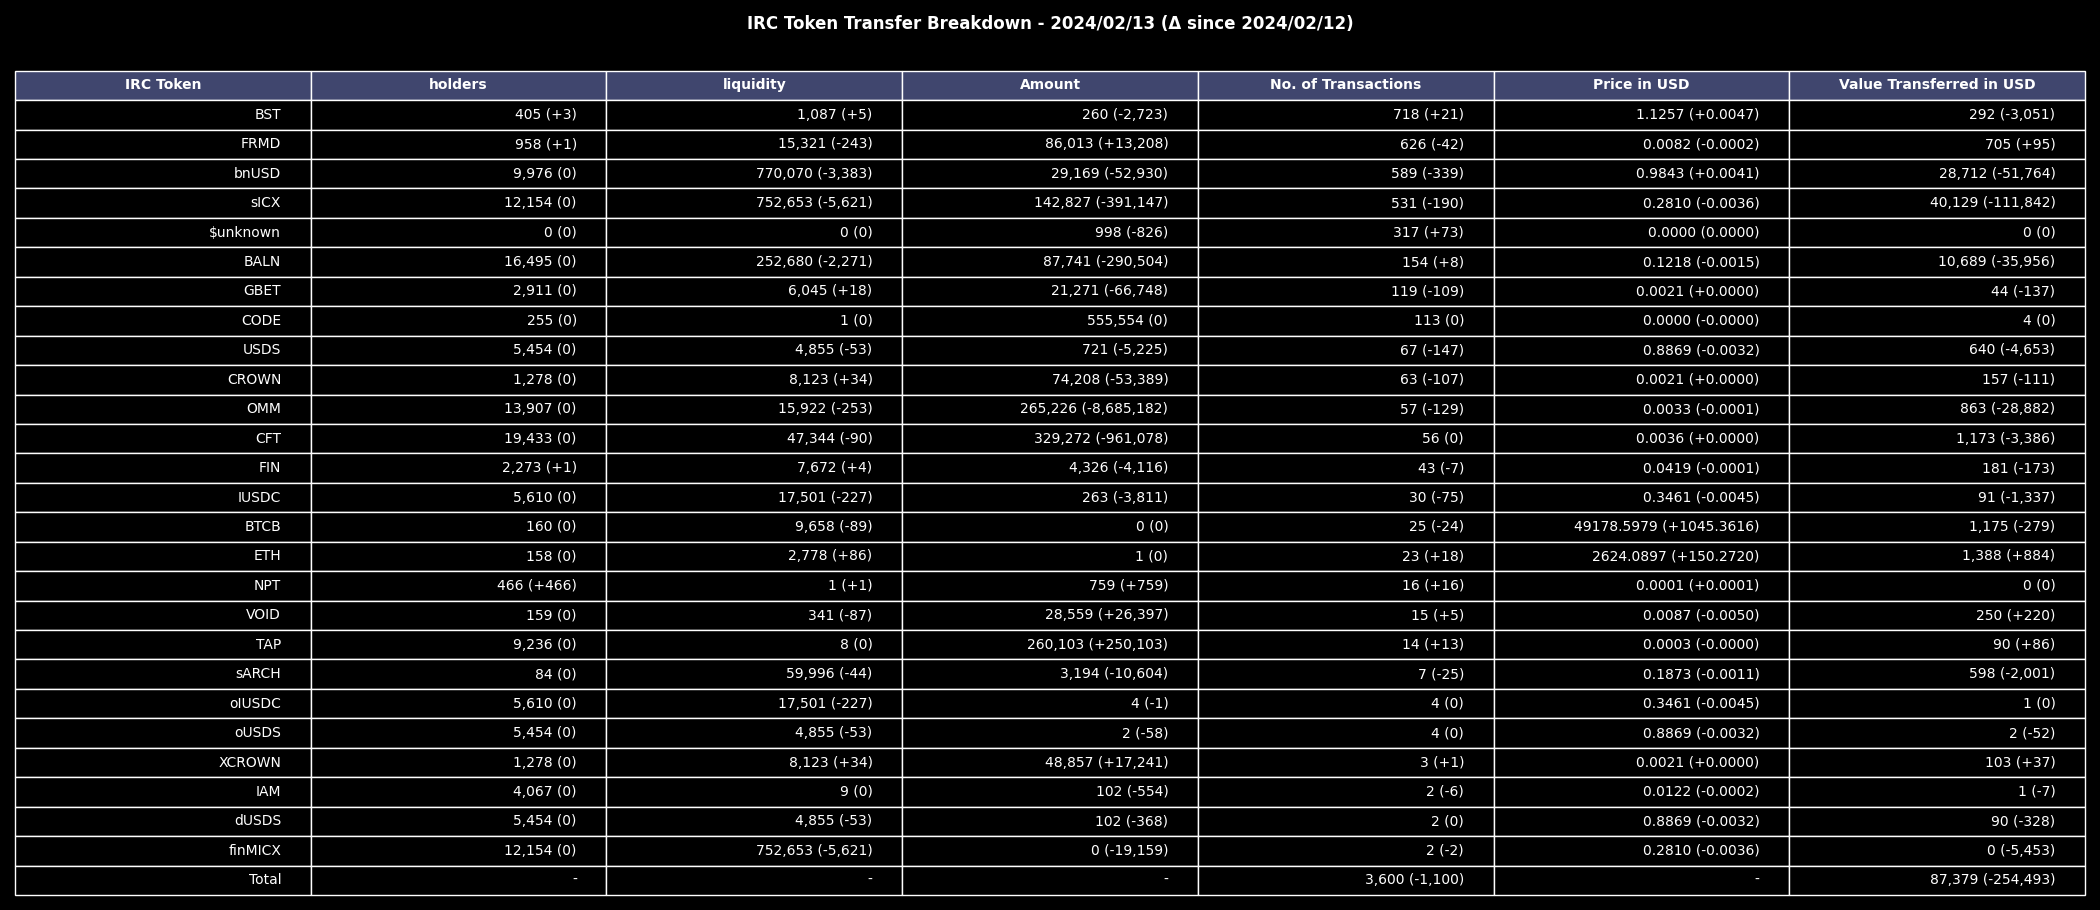 IRC Token Transfer Breakdown - 2024/02/13 (Δ since 2024/02/12)
IRC Token holders liquidity Amount No. of Transactions Price in USD Value Transferred in USD
BST 405 (+3) 1,087 (+5) 260 (-2,723) 718 (+21) 1.1257 (+0.0047) 292 (-3,051)
FRMD 958 (+1) 15,321 (-243) 86,013 (+13,208) 626 (-42) 0.0082 (-0.0002) 705 (+95)
bnUSD 9,976 (0) 770,070 (-3,383) 29,169 (-52,930) 589 (-339) 0.9843 (+0.0041) 28,712 (-51,764)
sICX 12,154 (0) 752,653 (-5,621) 142,827 (-391,147) 531 (-190) 0.2810 (-0.0036) 40,129 (-111,842)
$unknown 0 (0) 0 (0) 998 (-826) 317 (+73) 0.0000 (0.0000) 0 (0)
BALN 16,495 (0) 252,680 (-2,271) 87,741 (-290,504) 154 (+8) 0.1218 (-0.0015) 10,689 (-35,956)
GBET 2,911 (0) 6,045 (+18) 21,271 (-66,748) 119 (-109) 0.0021 (+0.0000) 44 (-137)
CODE 255 (0) 1 (0) 555,554 (0) 113 (0) 0.0000 (-0.0000) 4 (0)
USDS 5,454 (0) 4,855 (-53) 721 (-5,225) 67 (-147) 0.8869 (-0.0032) 640 (-4,653)
CROWN 1,278 (0) 8,123 (+34) 74,208 (-53,389) 63 (-107) 0.0021 (+0.0000) 157 (-111)
OMM 13,907 (0) 15,922 (-253) 265,226 (-8,685,182) 57 (-129) 0.0033 (-0.0001) 863 (-28,882)
CFT 19,433 (0) 47,344 (-90) 329,272 (-961,078) 56 (0) 0.0036 (+0.0000) 1,173 (-3,386)
FIN 2,273 (+1) 7,672 (+4) 4,326 (-4,116) 43 (-7) 0.0419 (-0.0001) 181 (-173)
IUSDC 5,610 (0) 17,501 (-227) 263 (-3,811) 30 (-75) 0.3461 (-0.0045) 91 (-1,337)
BTCB 160 (0) 9,658 (-89) 0 (0) 25 (-24) 49178.5979 (+1045.3616) 1,175 (-279)
ETH 158 (0) 2,778 (+86) 1 (0) 23 (+18) 2624.0897 (+150.2720) 1,388 (+884)
NPT 466 (+466) 1 (+1) 759 (+759) 16 (+16) 0.0001 (+0.0001) 0 (0)
VOID 159 (0) 341 (-87) 28,559 (+26,397) 15 (+5) 0.0087 (-0.0050) 250 (+220)
TAP 9,236 (0) 8 (0) 260,103 (+250,103) 14 (+13) 0.0003 (-0.0000) 90 (+86)
sARCH 84 (0) 59,996 (-44) 3,194 (-10,604) 7 (-25) 0.1873 (-0.0011) 598 (-2,001)
oIUSDC 5,610 (0) 17,501 (-227) 4 (-1) 4 (0) 0.3461 (-0.0045) 1 (0)
oUSDS 5,454 (0) 4,855 (-53) 2 (-58) 4 (0) 0.8869 (-0.0032) 2 (-52)
XCROWN 1,278 (0) 8,123 (+34) 48,857 (+17,241) 3 (+1) 0.0021 (+0.0000) 103 (+37)
IAM 4,067 (0) 9 (0) 102 (-554) 2 (-6) 0.0122 (-0.0002) 1 (-7)
dUSDS 5,454 (0) 4,855 (-53) 102 (-368) 2 (0) 0.8869 (-0.0032) 90 (-328)
finMICX 12,154 (0) 752,653 (-5,621) 0 (-19,159) 2 (-2) 0.2810 (-0.0036) 0 (-5,453)
Total - - - 3,600 (-1,100) - 87,379 (-254,493)